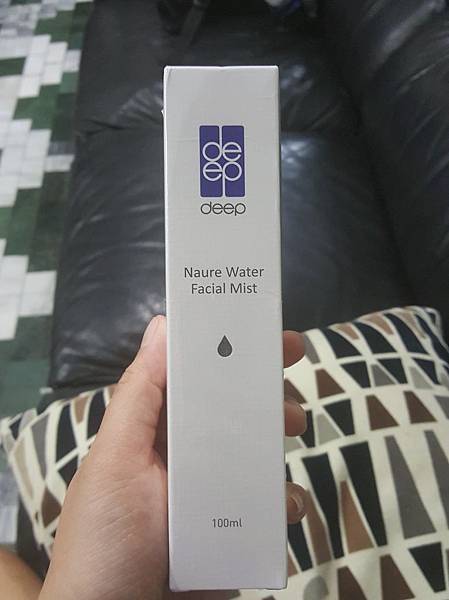 de
ep
deep
Naure Water
Facial Mist
100ml